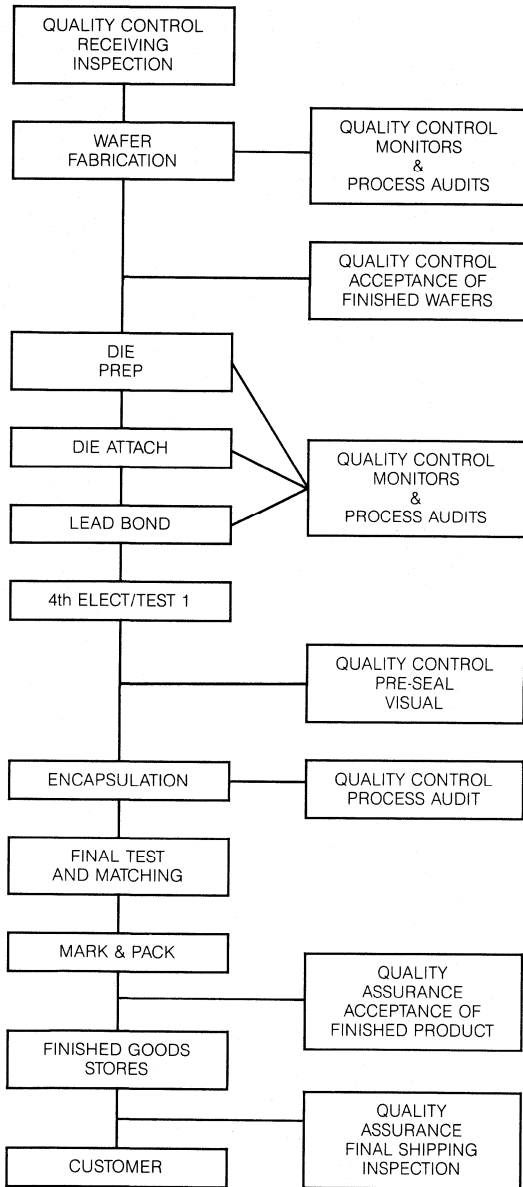 QUALITY CONTROL
RECEIVING
INSPECTION
WAFER
FABRICATION
QUALITY CONTROL
MONITORS
&
PROCESS AUDITS
QUALITY CONTROL
ACCEPTANCE OF
FINISHED WAFERS
DIE
PREP
DIE ATTACH
LEAD BOND
QUALITY CONTROL
MONITORS
&
PROCESS AUDITS
4th ELECT/TEST 1
QUALITY CONTROL
PRE-SEAL
VISUAL
ENCAPSULATION
QUALITY CONTROL
PROCESS AUDIT
FINAL TEST
AND MATCHING
MARK & PACK
QUALITY
ASSURANCE
ACCEPTANCE OF
FINISHED PRODUCT
FINISHED GOODS
STORES
QUALITY
ASSURANCE
FINAL SHIPPING
INSPECTION
CUSTOMER